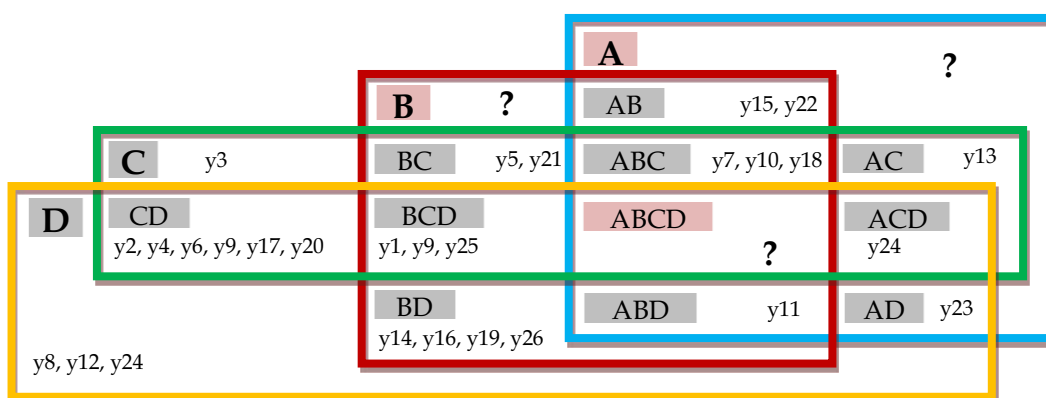 A
?
B ? AB y15, y22
C y3 BC y5, y21 ABC y7, y10, y18 AC y13
D CD BCD ABCD ACD
y2, y4, y6, y9, y17, y20 y1, y9, y25 ? y24
BD ABD y11 AD y23
y14, y16, y19, y26
y8, y12, y24